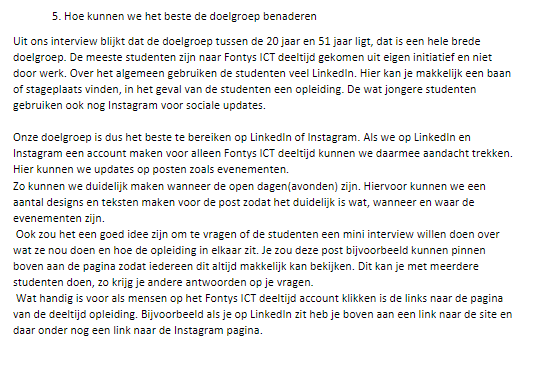 5. Hoe kunnen we het beste de doelgroep benaderen
Uit ons interview blijkt dat de doelgroep tussen de 20 jaar en 51 jaar ligt, dat is een hele brede
doelgroep. De meeste studenten zijn naar Fontys ICT deeltijd gekomen uit eigen initiatief en niet
door werk. Over het algemeen gebruiken de studenten veel LinkedIn. Hier kan je makkelijk een baan
of stageplaats vinden, in het geval van de studenten een opleiding. De wat jongere studenten
gebruiken ook nog Instagram voor sociale updates.
Onze doelgroep is dus het beste te bereiken op LinkedIn of Instagram. Als we op LinkedIn en
Instagram een account maken voor alleen Fontys ICT deeltijd kunnen we daarmee aandacht trekken.
Hier kunnen we updates op posten zoals evenementen.
Zo kunnen we duidelijk maken wanneer de open dagen(avonden) zijn. Hiervoor kunnen we een
aantal designs en teksten maken voor de post zodat het duidelijk is wat, wanneer en waar de
evenementen zijn.
Ook zou het een goed idee zijn om te vragen of de studenten een mini interview willen doen over
wat ze nou doen en hoe de opleiding in elkaar zit. Je zou deze post bijvoorbeeld kunnen pinnen
boven aan de pagina zodat iedereen dit altijd makkelijk kan bekijken. Dit kan je met meerdere
studenten doen, zo krijg je andere antwoorden op je vragen.
Wat handig is voor als mensen op het Fontys ICT deeltijd account klikken is de links naar de pagina
van de deeltijd opleiding. Bijvoorbeeld als je op LinkedIn zit heb je boven aan een link naar de site en
daar onder nog een link naar de Instagram pagina.